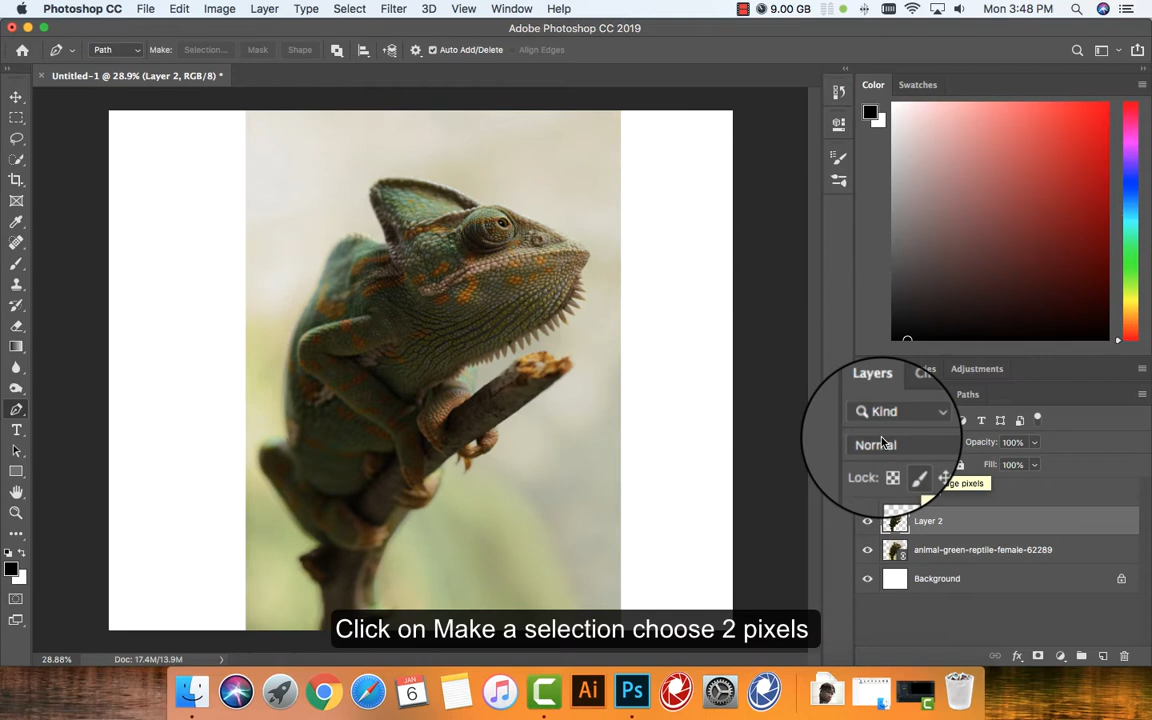 Photoshop CC File Edit Image Layer Type Select Filter 3D View Window Help 9.00 GB Mon 3:48 PM
Adobe Photoshop CC 2019
Path Make: Selection... Mask Shape Auto Add/Delete Align Edges
Untitled-1 @ 28.9% (Layer 2, RGB/8) *
Color Swatches
Layers Adjustments
Kind Paths
Normal Opacity: 100%
Lock: Fill: 100%
pixels
Layer 2
animal-green-reptile-female-62289
Background
Click on Make a selection choose 2 pixels
28.88% Doc: 17.4M/13.9M
JAN
6
Ai Ps